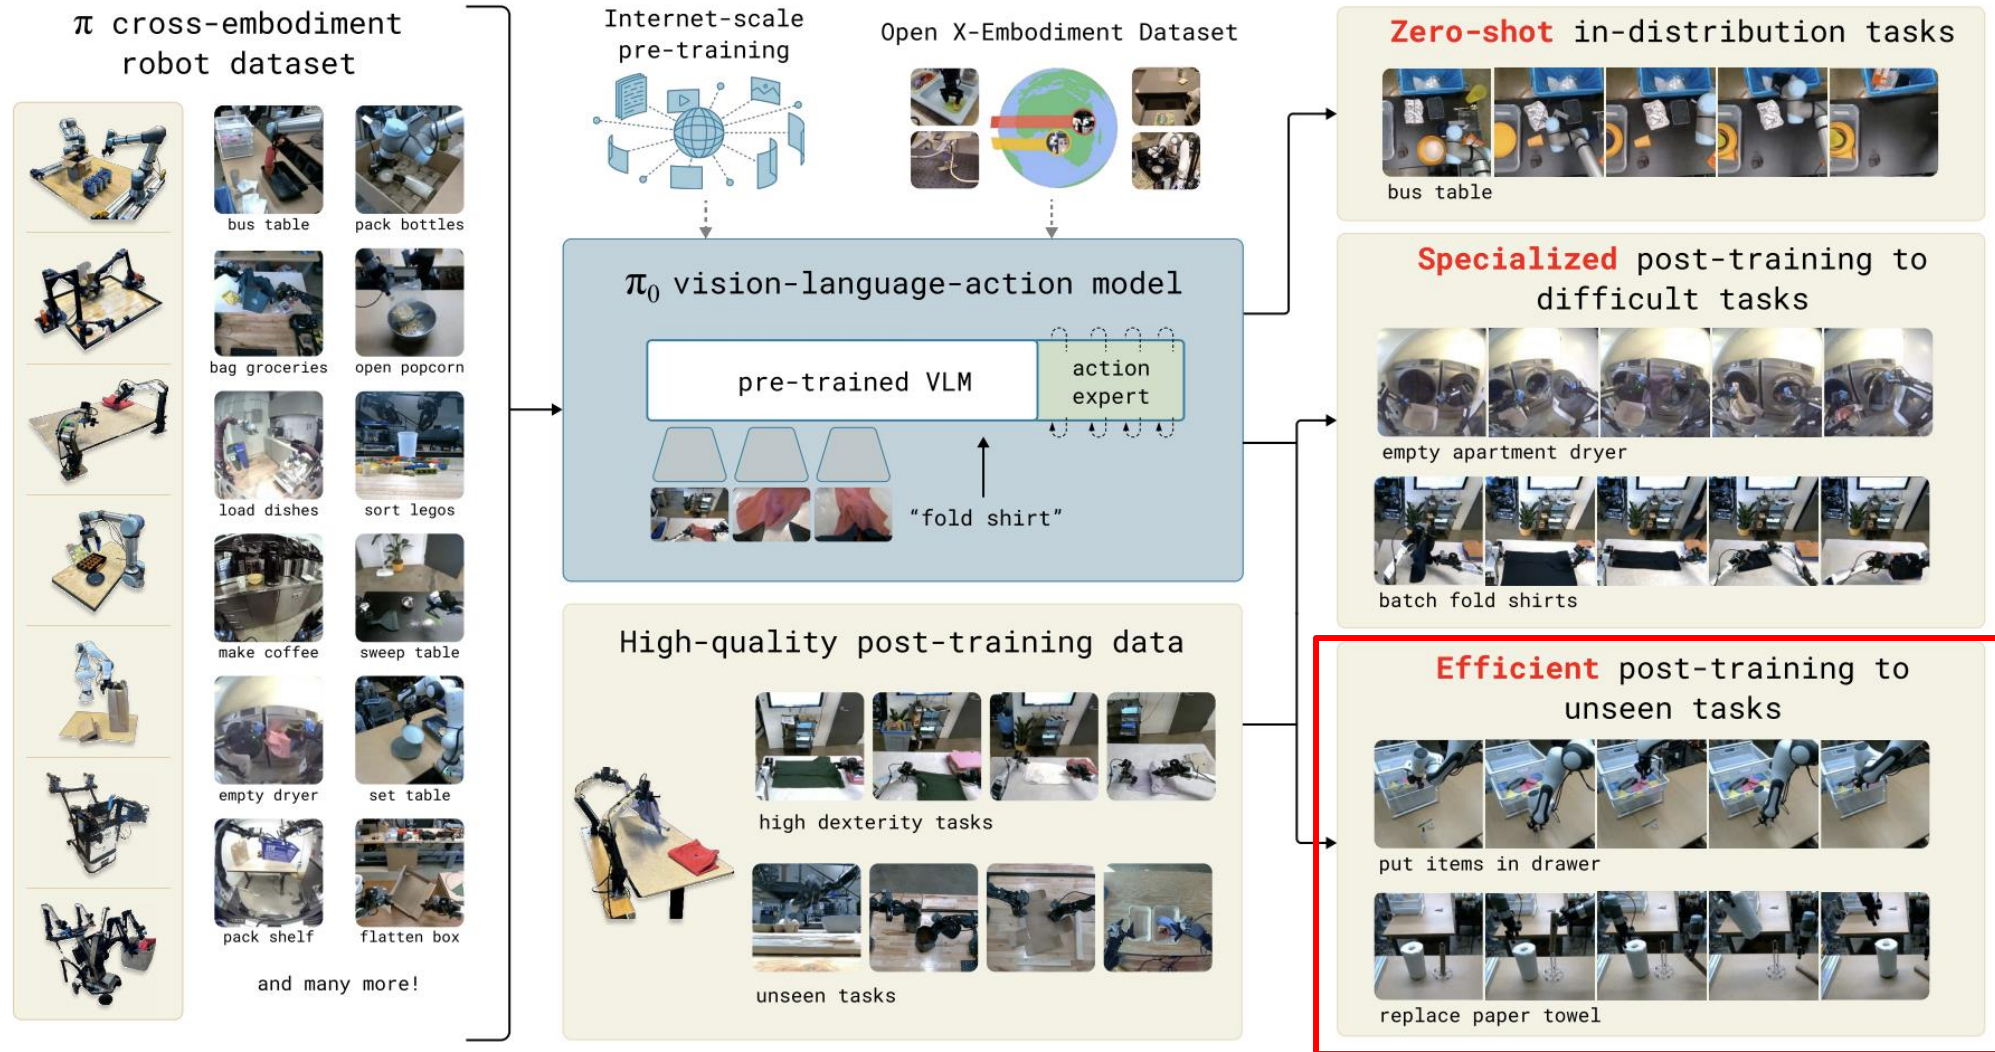 π cross-embodiment
robot dataset
bus table
pack bottles
bag groceries
open popcorn
load dishes
sort legos
make coffee
sweep table
empty dryer
set table
pack shelf
flatten box
and many more!
Internet-scale
pre-training
Open X-Embodiment Dataset
π₀ vision-language-action model
pre-trained VLM
action
expert
“fold shirt”
High-quality post-training data
high dexterity tasks
unseen tasks
Zero-shot in-distribution tasks
bus table
Specialized post-training to
difficult tasks
empty apartment dryer
batch fold shirts
Efficient post-training to
unseen tasks
put items in drawer
replace paper towel